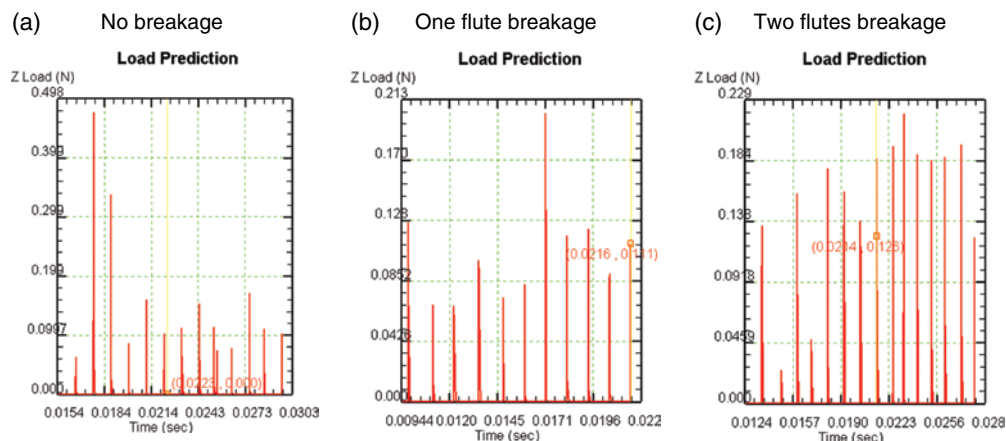 (a) No breakage
Load Prediction
Z Load (N)
0.498
0.399
0.299
0.199
0.0997
0.000
(0.0223 , 0.000)
0.0154 0.0184 0.0214 0.0243 0.0273 0.0303
Time (sec)
(b) One flute breakage
Load Prediction
Z Load (N)
0.213
0.170
0.128
0.0852
0.0426
0.000
(0.0216 , 0.111)
0.00944 0.0120 0.0145 0.0171 0.0196 0.022
Time (sec)
(c) Two flutes breakage
Load Prediction
Z Load (N)
0.229
0.184
0.138
0.0918
0.0459
0.000
(0.0214 , 0.126)
0.0124 0.0157 0.0190 0.0223 0.0256 0.028
Time (sec)